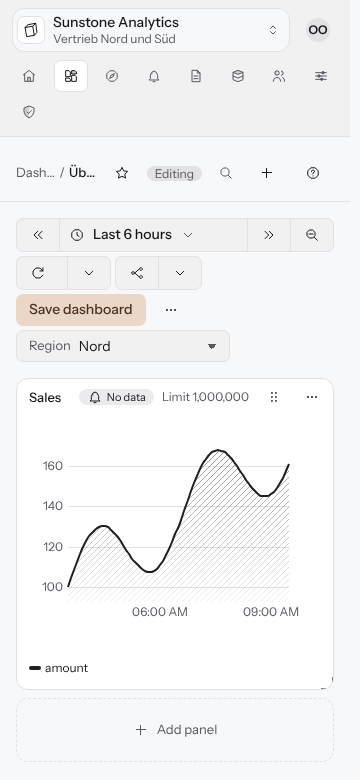 Sunstone Analytics
Vertrieb Nord und Süd
OO
Dash... / Üb...
Editing
Last 6 hours
Save dashboard
Region Nord
Sales No data Limit 1,000,000
160
140
120
100
06:00 AM 09:00 AM
amount
Add panel